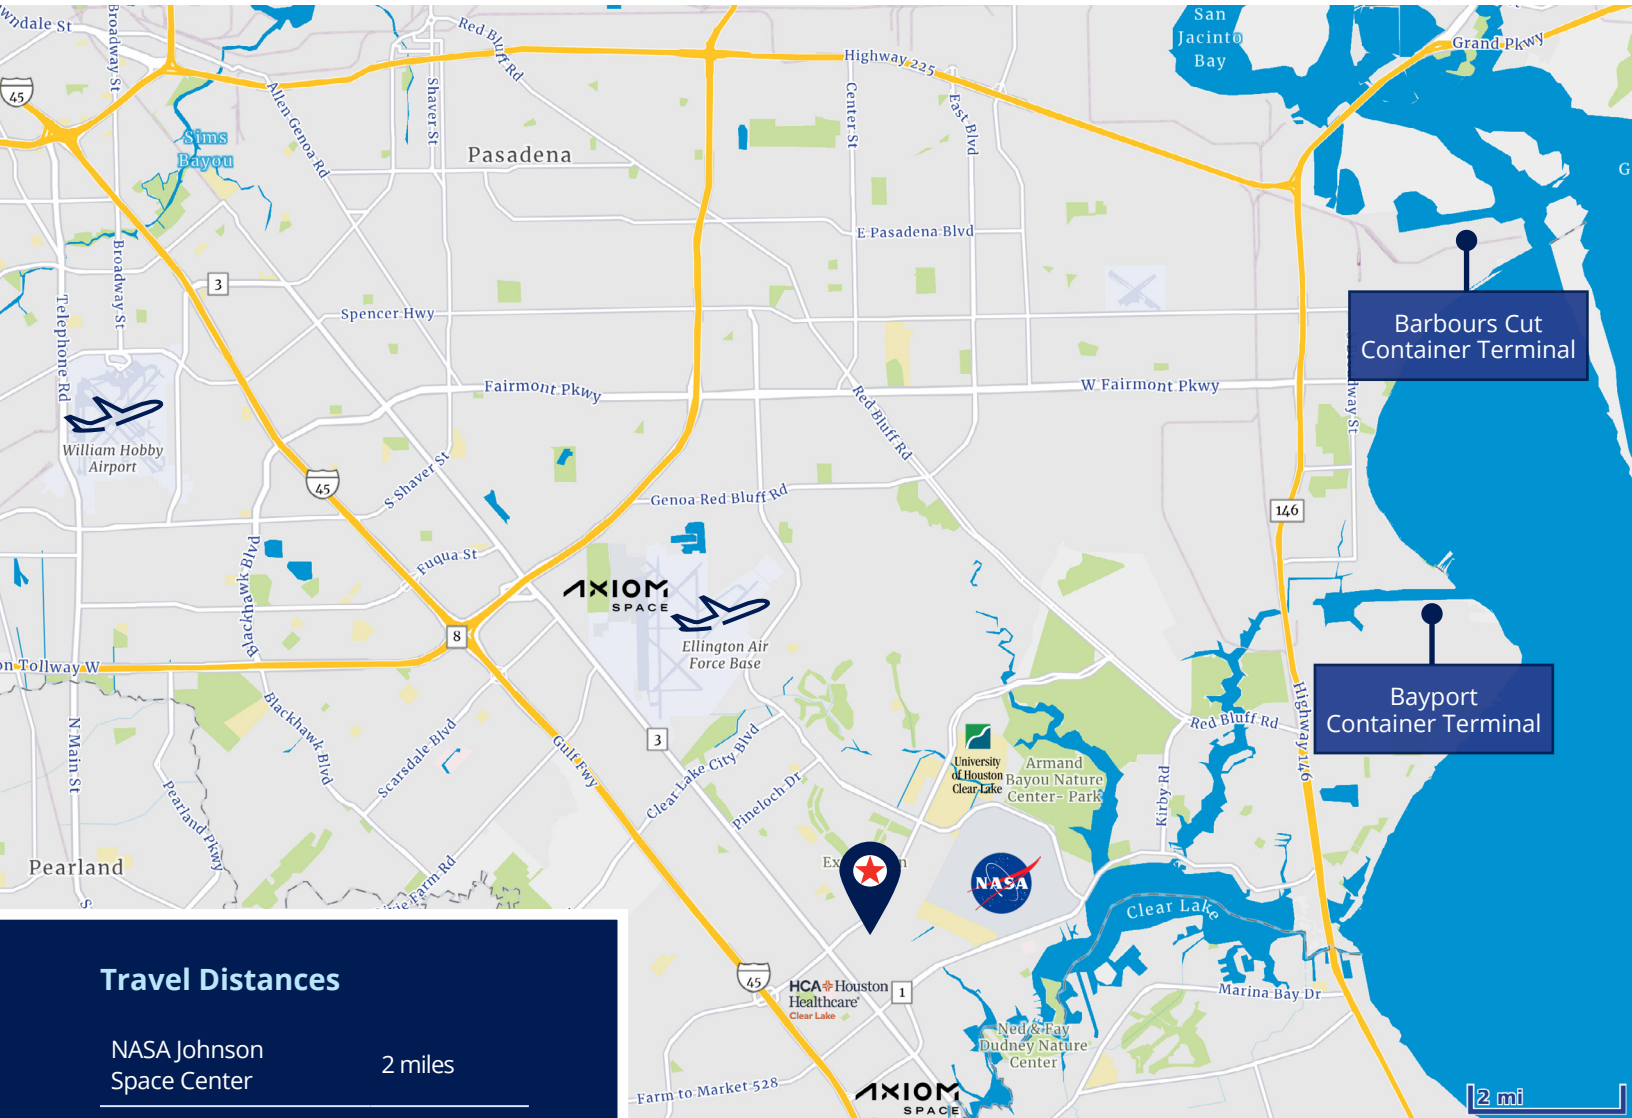 wndale St
Broadway St
Red Bluff Rd
Highway 225
San
Jacinto
Bay
Grand Pkwy
45
Allen Genoa Rd
Shaver St
Center St
East Blvd
Sims
Bayou
Pasadena
E Pasadena Blvd
Broadway St
3
Telephone Rd
Spencer Hwy
Barbours Cut
Container Terminal
Fairmont Pkwy
W Fairmont Pkwy
Red Bluff Rd
way St
William Hobby
Airport
45
S Shaver St
Genoa Red Bluff Rd
146
Blackhawk Blvd
Fuqua St
AXIOM
SPACE
8
Ellington Air
Force Base
on Tollway W
Bayport
Container Terminal
N Main St
Blackhawk Blvd
Scarsdale Blvd
Gulf Fwy
3
Clear Lake City Blvd
Pineloch Dr
University
of Houston
Clear Lake
Armand
Bayou Nature
Center- Park
Red Bluff Rd
Highway 146
Kirby Rd
Pearland Pkwy
Pearland
NASA
Clear Lake
Travel Distances
45
HCA Houston
Healthcare
Clear Lake
1
Marina Bay Dr
Ned & Fay
Dudney Nature
Center
NASA Johnson
Space Center
2 miles
Farm to Market 528
AXIOM
SPACE
2 mi